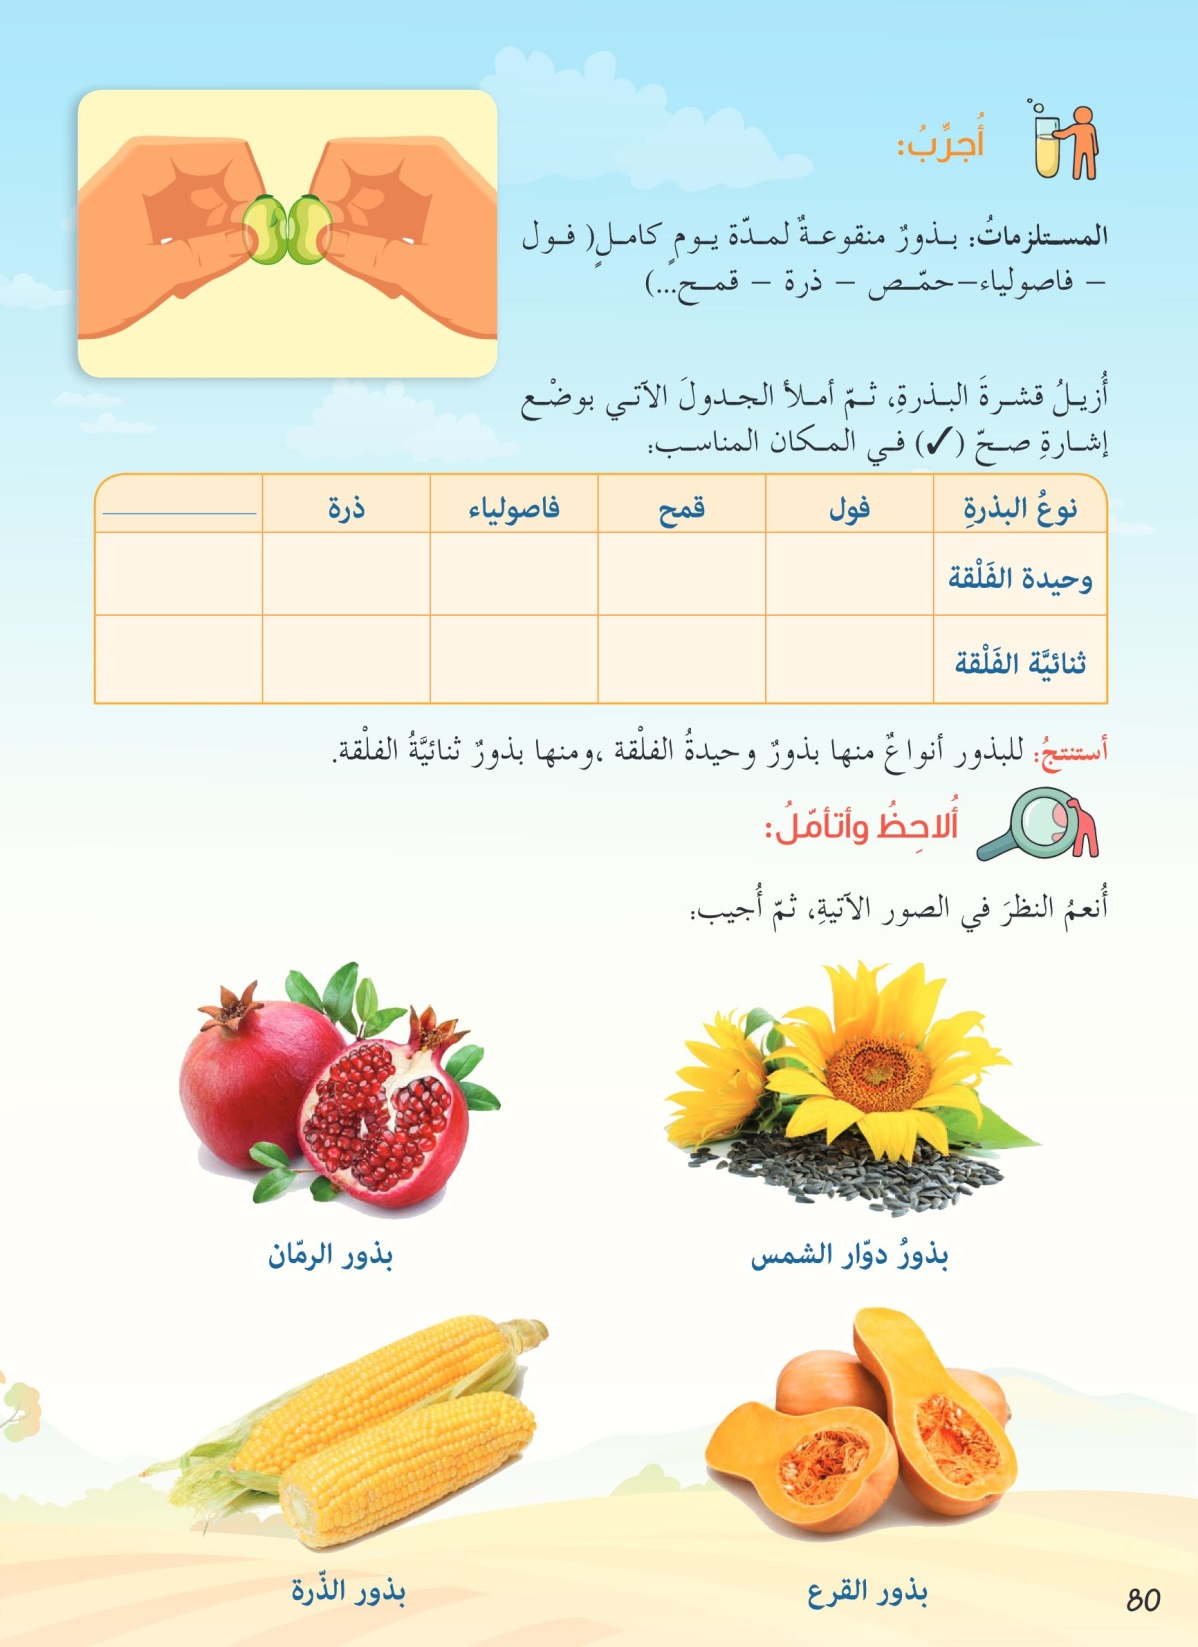 أُجرِّبُ:
المستلزماتُ: بذورٌ منقوعةٌ لمدّة يومٍ كاملٍ( فول
– فاصولياء–حمّص – ذرة – قمح...)
أُزيلُ قشرةَ البذرةِ، ثمّ أملأ الجدولَ الآتي بوضْع
إشارةِ صحّ (✓) في المكان المناسب:
نوعُ البذرةِ فول قمح فاصولياء ذرة
وحيدة الفَلْقة
ثنائيَّة الفَلْقة
أستنتجُ: للبذور أنواعٌ منها بذورٌ وحيدةُ الفلْقة ،ومنها بذورٌ ثنائيَّةُ الفلْقة.
أُلاحِظُ وأتأمّلُ:
أُنعمُ النظرَ في الصور الآتيةِ، ثمّ أُجيب:
بذورُ دوّار الشمس
بذور الرمّان
بذور القرع
بذور الذّرة
80